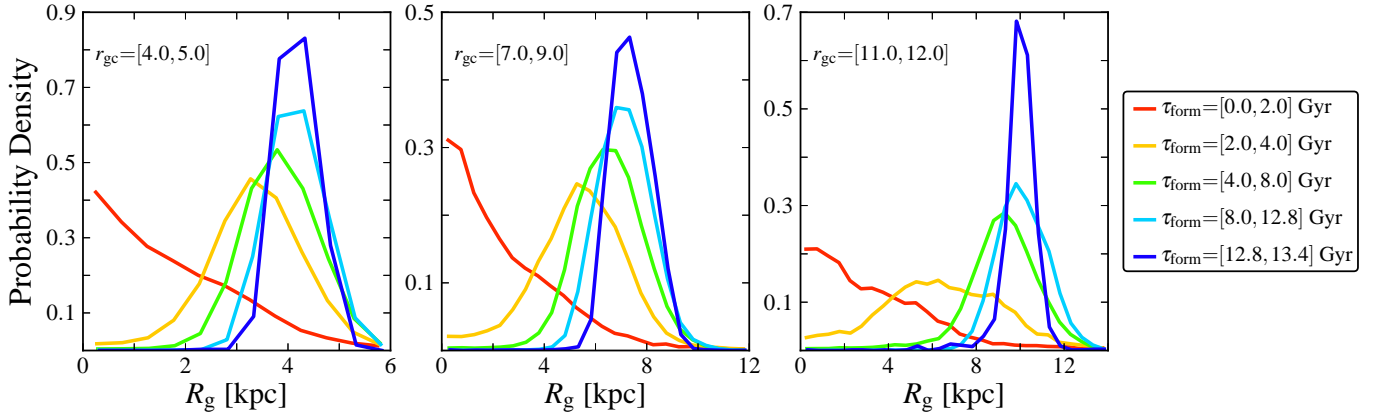 Probability Density
0.9
0.7
0.5
0.3
0.1
r_gc=[4.0,5.0]
0 2 4 6
R_g [kpc]
0.5
0.3
0.1
r_gc=[7.0,9.0]
0 4 8 12
R_g [kpc]
0.7
0.5
0.3
0.1
r_gc=[11.0,12.0]
0 4 8 12
R_g [kpc]
τ_form=[0.0,2.0] Gyr
τ_form=[2.0,4.0] Gyr
τ_form=[4.0,8.0] Gyr
τ_form=[8.0,12.8] Gyr
τ_form=[12.8,13.4] Gyr